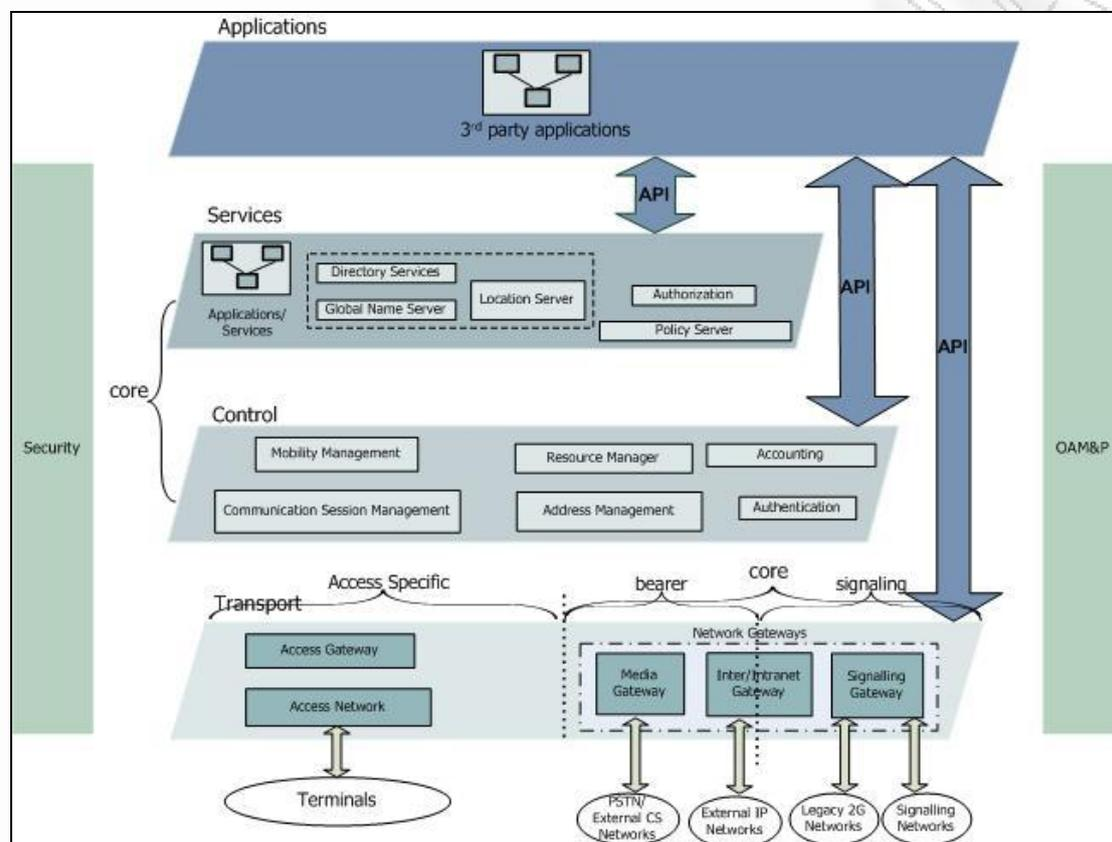 Applications
3rd party applications
API
API
API
Services
Applications/
Services
Directory Services
Global Name Server
Location Server
Authorization
Policy Server
core
Security
OAM&P
Control
Mobility Management
Resource Manager
Accounting
Communication Session Management
Address Management
Authentication
Access Specific
bearer
core
signaling
Transport
Network Gateways
Access Gateway
Access Network
Media
Gateway
Inter/Intranet
Gateway
Signalling
Gateway
Terminals
PSTN/
External CS
Networks
External IP
Networks
Legacy 2G
Networks
Signalling
Networks